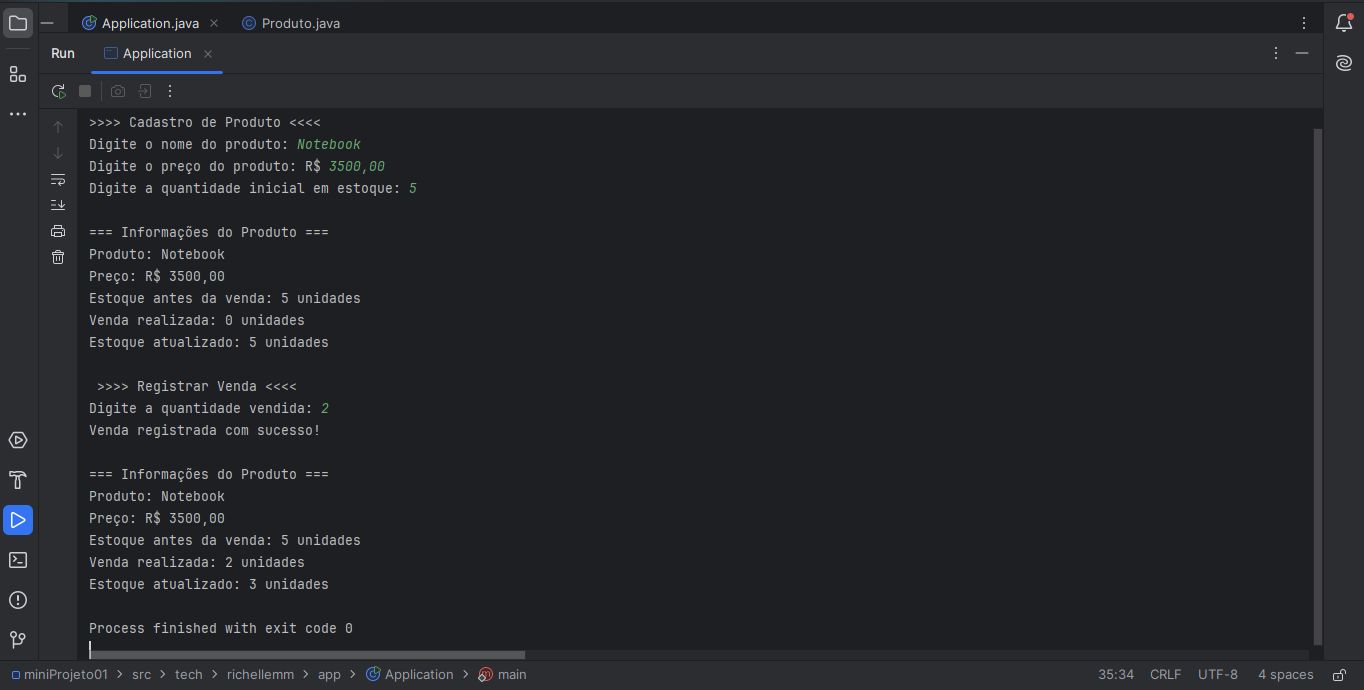 Application.java
Produto.java
Run
Application
>>>> Cadastro de Produto <<<<
Digite o nome do produto: Notebook
Digite o preço do produto: R$ 3500,00
Digite a quantidade inicial em estoque: 5
=== Informações do Produto ===
Produto: Notebook
Preço: R$ 3500,00
Estoque antes da venda: 5 unidades
Venda realizada: 0 unidades
Estoque atualizado: 5 unidades
>>>> Registrar Venda <<<<
Digite a quantidade vendida: 2
Venda registrada com sucesso!
=== Informações do Produto ===
Produto: Notebook
Preço: R$ 3500,00
Estoque antes da venda: 5 unidades
Venda realizada: 2 unidades
Estoque atualizado: 3 unidades
Process finished with exit code 0
miniProjeto01 > src > tech > richellemm > app > Application > main
35:34 CRLF UTF-8 4 spaces